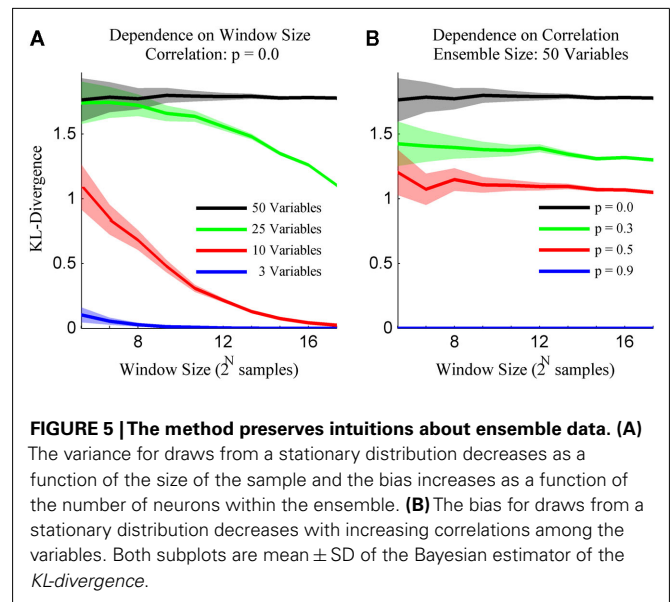 A
Dependence on Window Size
Correlation: p = 0.0
KL-Divergence
1.5
1
0.5
0
50 Variables
25 Variables
10 Variables
3 Variables
8
12
16
Window Size (2^N samples)
B
Dependence on Correlation
Ensemble Size: 50 Variables
1.5
1
0.5
0
p = 0.0
p = 0.3
p = 0.5
p = 0.9
8
12
16
Window Size (2^N samples)
FIGURE 5 | The method preserves intuitions about ensemble data. (A)
The variance for draws from a stationary distribution decreases as a
function of the size of the sample and the bias increases as a function of
the number of neurons within the ensemble. (B) The bias for draws from a
stationary distribution decreases with increasing correlations among the
variables. Both subplots are mean ± SD of the Bayesian estimator of the
KL-divergence.